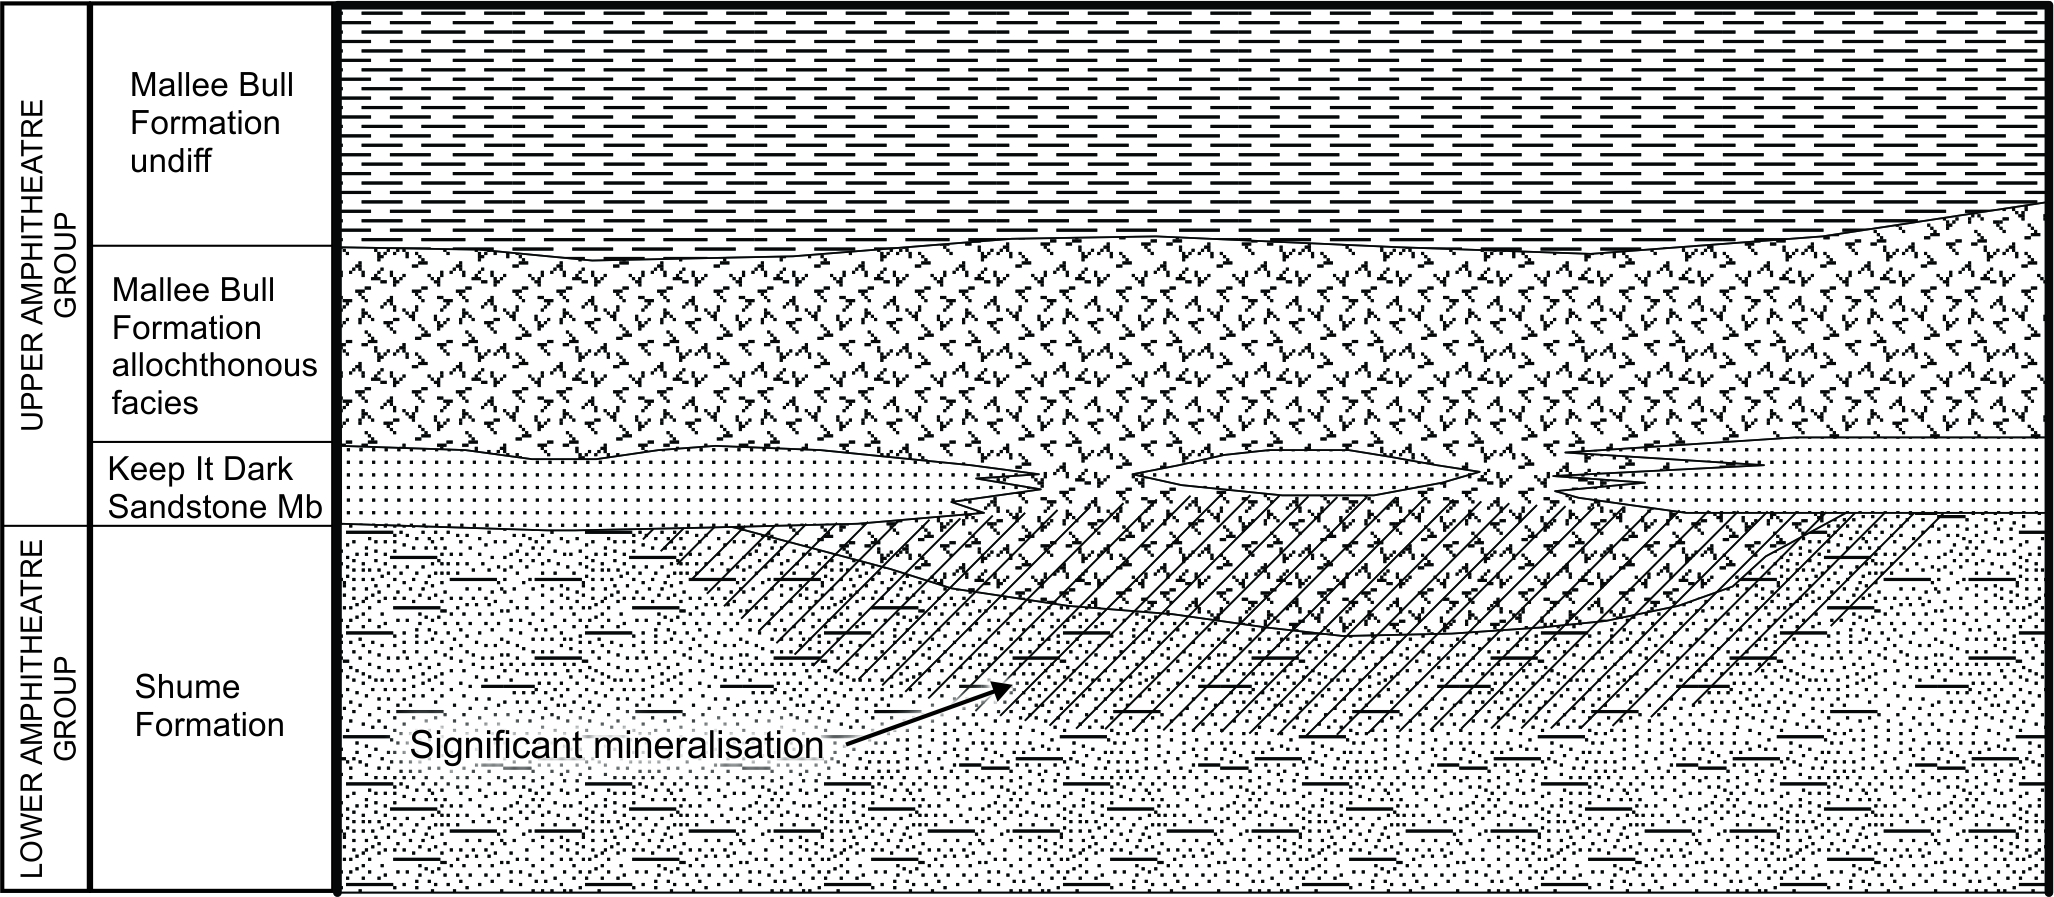 UPPER AMPHITHEATRE
GROUP
Mallee Bull
Formation
undiff
Mallee Bull
Formation
allochthonous
facies
Keep It Dark
Sandstone Mb
LOWER AMPHITHEATRE
GROUP
Shume
Formation
Significant mineralisation